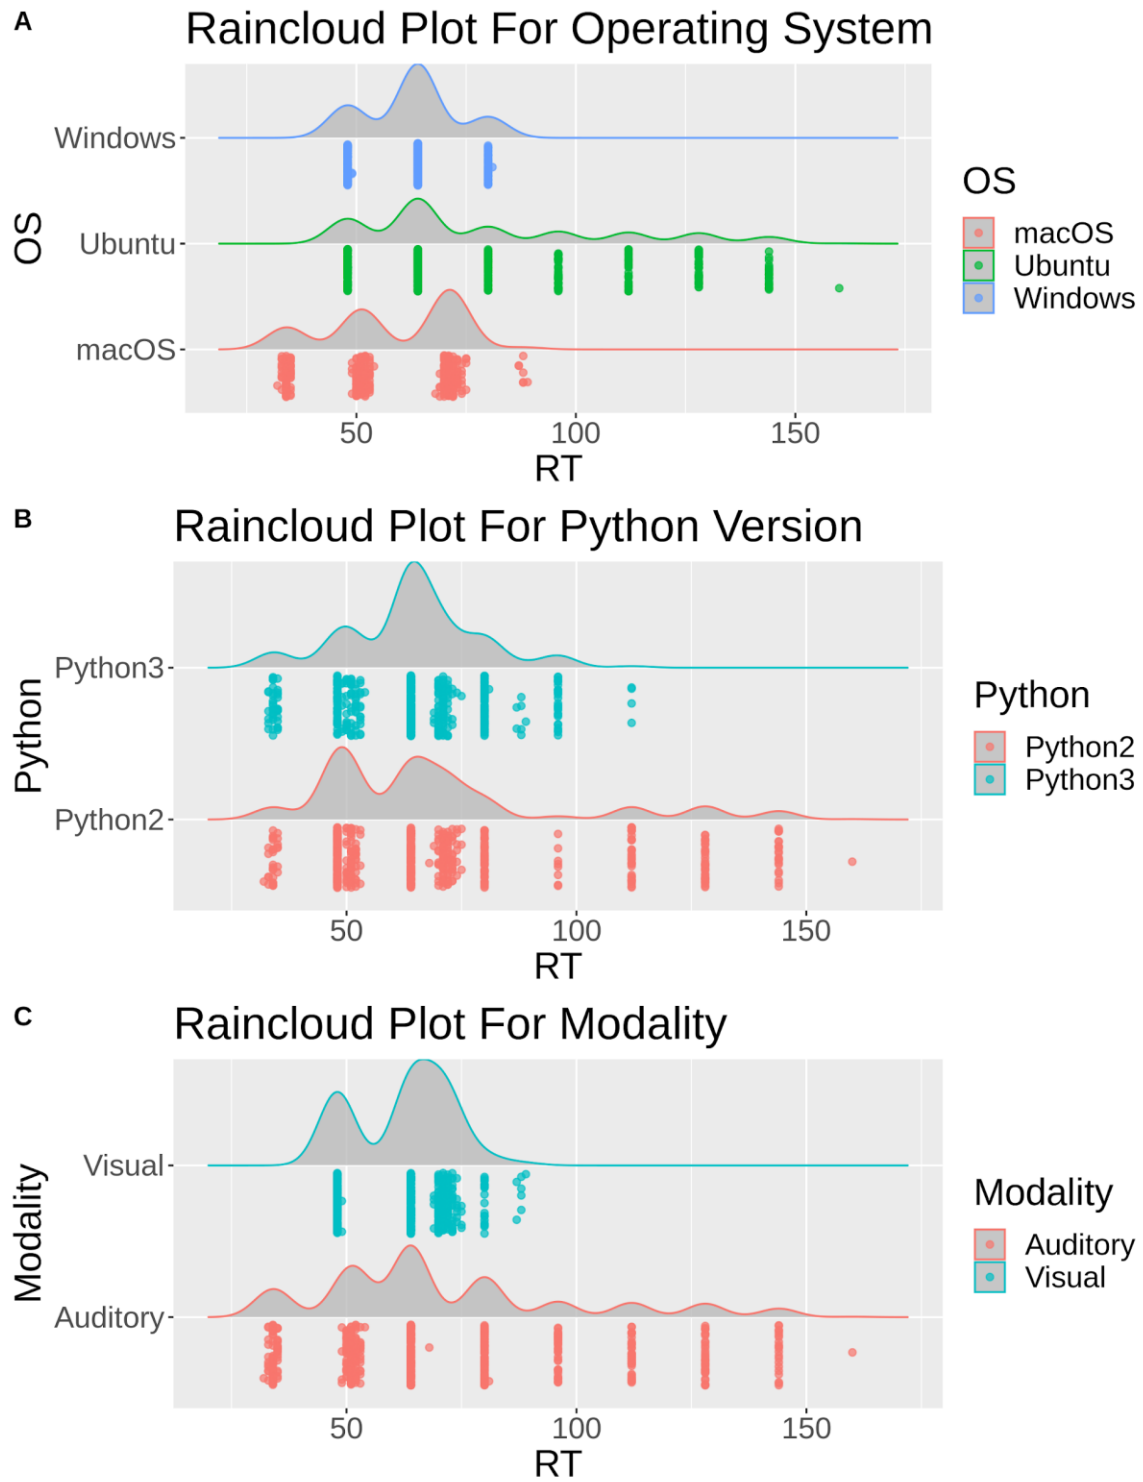 A
Raincloud Plot For Operating System
OS
Windows
Ubuntu
macOS
50 100 150
RT
OS
macOS
Ubuntu
Windows
B
Raincloud Plot For Python Version
Python
Python3
Python2
50 100 150
RT
Python
Python2
Python3
C
Raincloud Plot For Modality
Modality
Visual
Auditory
50 100 150
RT
Modality
Auditory
Visual